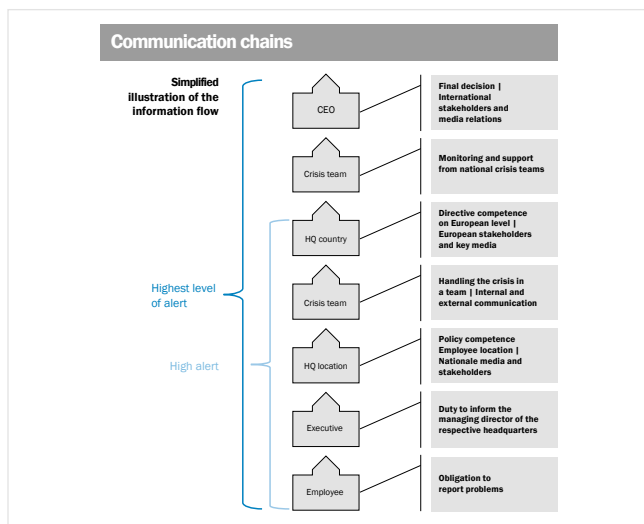 Communication chains
Simplified
illustration of the
information flow
CEO
Final decision |
International
stakeholders and
media relations
Crisis team
Monitoring and support
from national crisis teams
HQ country
Directive competence
on European level |
European stakeholders
and key media
Highest level
of alert
Crisis team
Handling the crisis in
a team | Internal and
external communication
High alert
HQ location
Policy competence
Employee location |
Nationale media and
stakeholders
Executive
Duty to inform the
managing director of the
respective headquarters
Employee
Obligation to
report problems